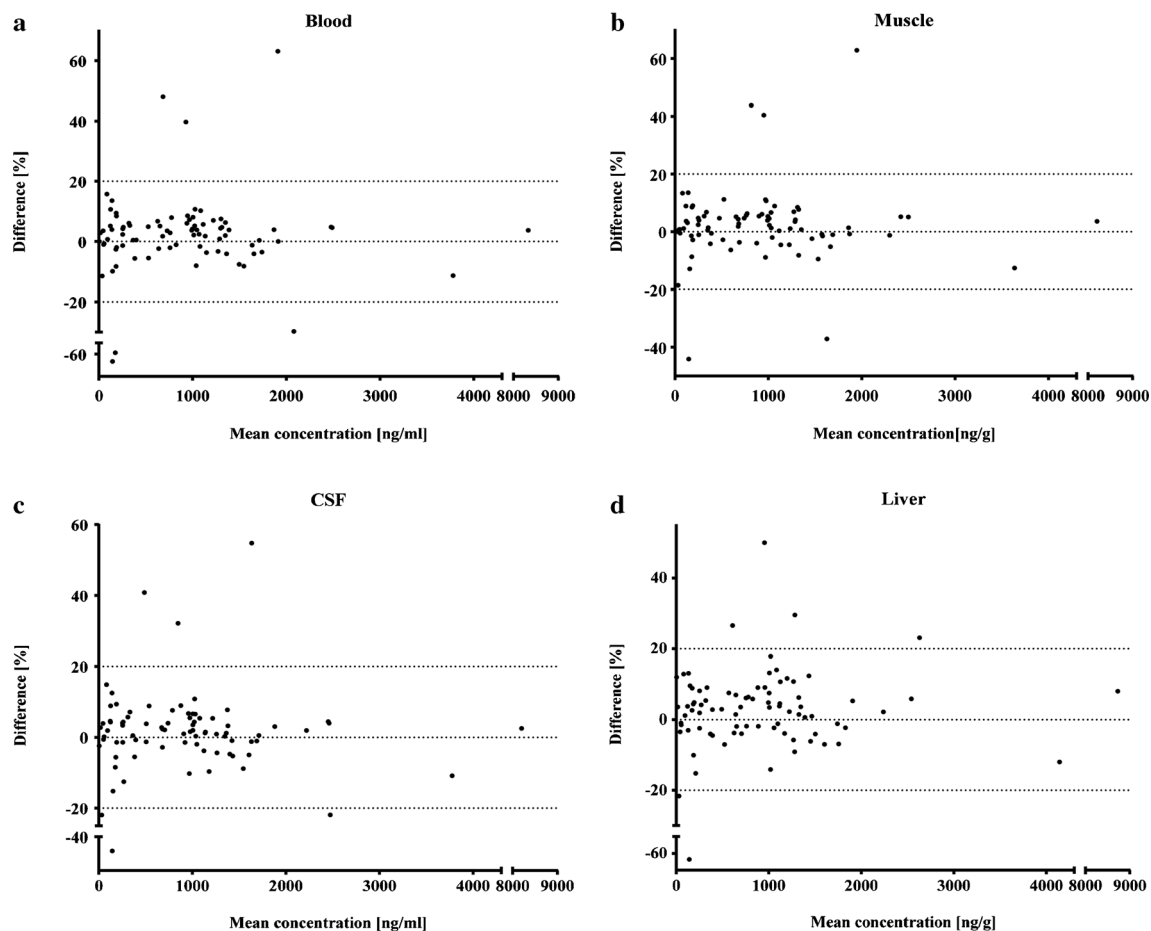 a
Blood
60
40
20
0
-20
-60
Difference [%]
0 1000 2000 3000 4000 8000 9000
Mean concentration [ng/ml]
b
Muscle
60
40
20
0
-20
-40
Difference [%]
0 1000 2000 3000 4000 8000 9000
Mean concentration[ng/g]
c
CSF
60
40
20
0
-20
-40
Difference [%]
0 1000 2000 3000 4000 8000 9000
Mean concentration [ng/ml]
d
Liver
40
20
0
-20
-60
Difference [%]
0 1000 2000 3000 4000 8000 9000
Mean concentration [ng/g]